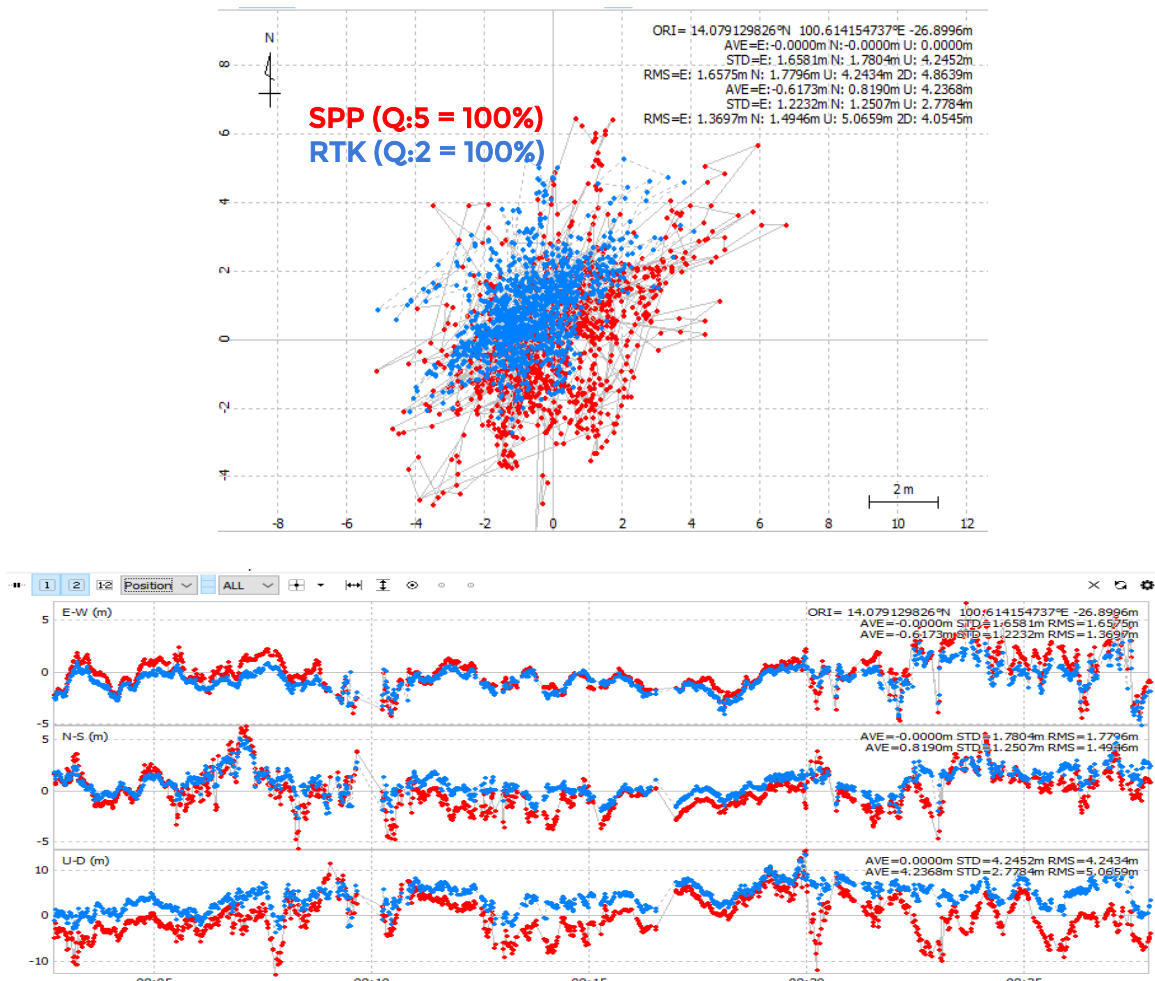 ORI= 14.079129826°N 100.614154737°E -26.8996m
AVE=E:-0.0000m N:-0.0000m U: 0.0000m
STD=E: 1.6581m N: 1.7804m U: 4.2452m
RMS=E: 1.6575m N: 1.7796m U: 4.2434m 2D: 4.8639m
AVE=E:-0.6173m N: 0.8190m U: 4.2368m
STD=E: 1.2232m N: 1.2507m U: 2.7784m
RMS=E: 1.3697m N: 1.4946m U: 5.0659m 2D: 4.0545m
N
SPP (Q:5 = 100%)
RTK (Q:2 = 100%)
8
6
4
2
0
-2
-4
2 m
-8 -6 -4 -2 0 2 4 6 8 10 12
1 2 1-2 Position ALL
E-W (m)
ORI= 14.079129826°N 100.614154737°E -26.8996m
AVE=-0.0000m STD=1.6581m RMS=1.6575m
AVE=-0.6173m STD=1.2232m RMS=1.3697m
5
0
-5
N-S (m)
AVE=-0.0000m STD=1.7804m RMS=1.7796m
AVE=0.8190m STD=1.2507m RMS=1.4946m
5
0
-5
U-D (m)
AVE=0.0000m STD=4.2452m RMS=4.2434m
AVE=4.2368m STD=2.7784m RMS=5.0659m
10
0
-10